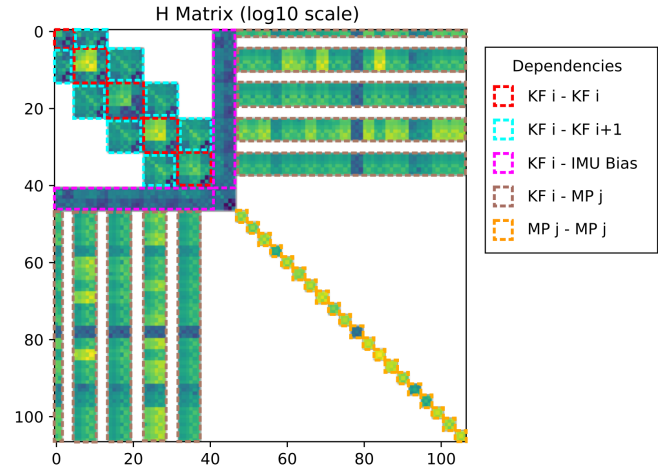 H Matrix (log10 scale)
0
20
40
60
80
100
0
20
40
60
80
100
Dependencies
KF i - KF i
KF i - KF i+1
KF i - IMU Bias
KF i - MP j
MP j - MP j